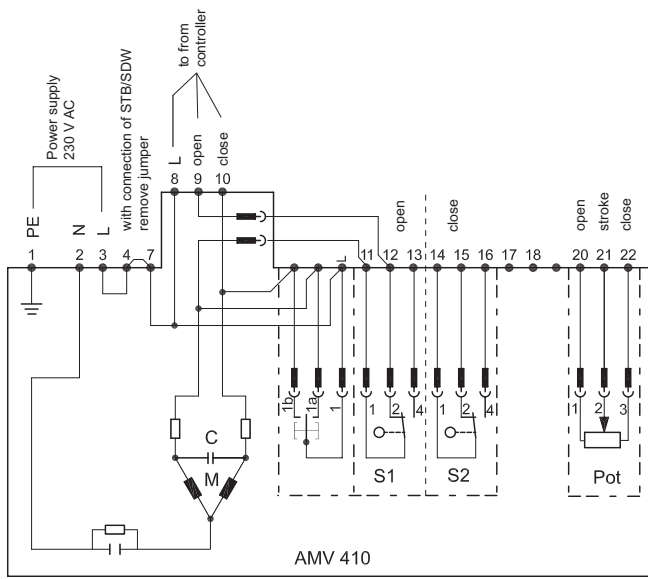 Power supply
230 V AC
with connection of STB/SDW
remove jumper
to from
controller
L
open
close
8 9 10
PE
N
L
1 2 3 4 7
open
close
open
stroke
close
L
11 12 13 14 15 16 17 18 20 21 22
1b 1a 1
1 2 4
1 2 4
1 2 3
C
M
S1
S2
Pot
AMV 410